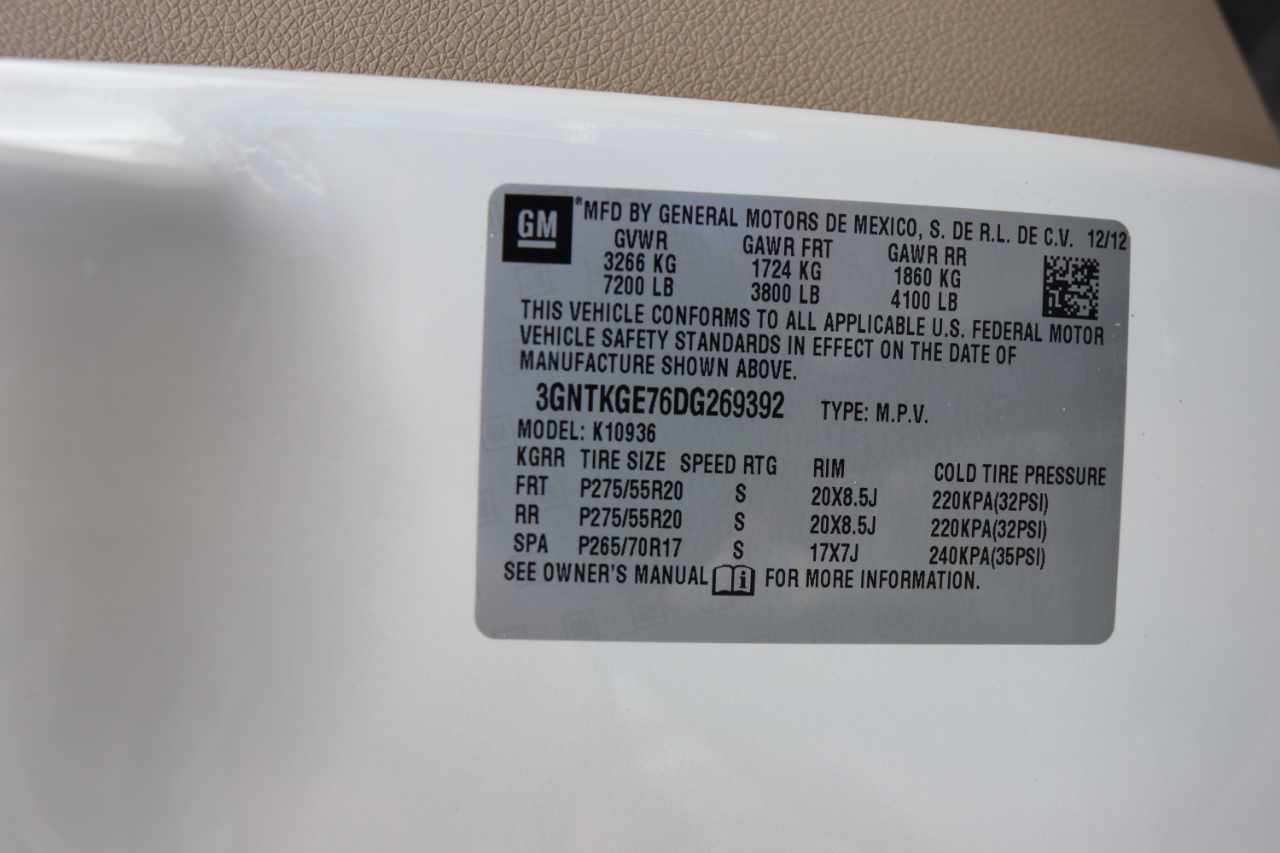 GM ® MFD BY GENERAL MOTORS DE MEXICO, S. DE R.L. DE C.V. 12/12
GVWR GAWR FRT GAWR RR
3266 KG 1724 KG 1860 KG
7200 LB 3800 LB 4100 LB
THIS VEHICLE CONFORMS TO ALL APPLICABLE U.S. FEDERAL MOTOR
VEHICLE SAFETY STANDARDS IN EFFECT ON THE DATE OF
MANUFACTURE SHOWN ABOVE.
3GNTKGE76DG269392 TYPE: M.P.V.
MODEL: K10936
KGRR TIRE SIZE SPEED RTG RIM COLD TIRE PRESSURE
FRT P275/55R20 S 20X8.5J 220KPA(32PSI)
RR P275/55R20 S 20X8.5J 220KPA(32PSI)
SPA P265/70R17 S 17X7J 240KPA(35PSI)
SEE OWNER'S MANUAL i FOR MORE INFORMATION.